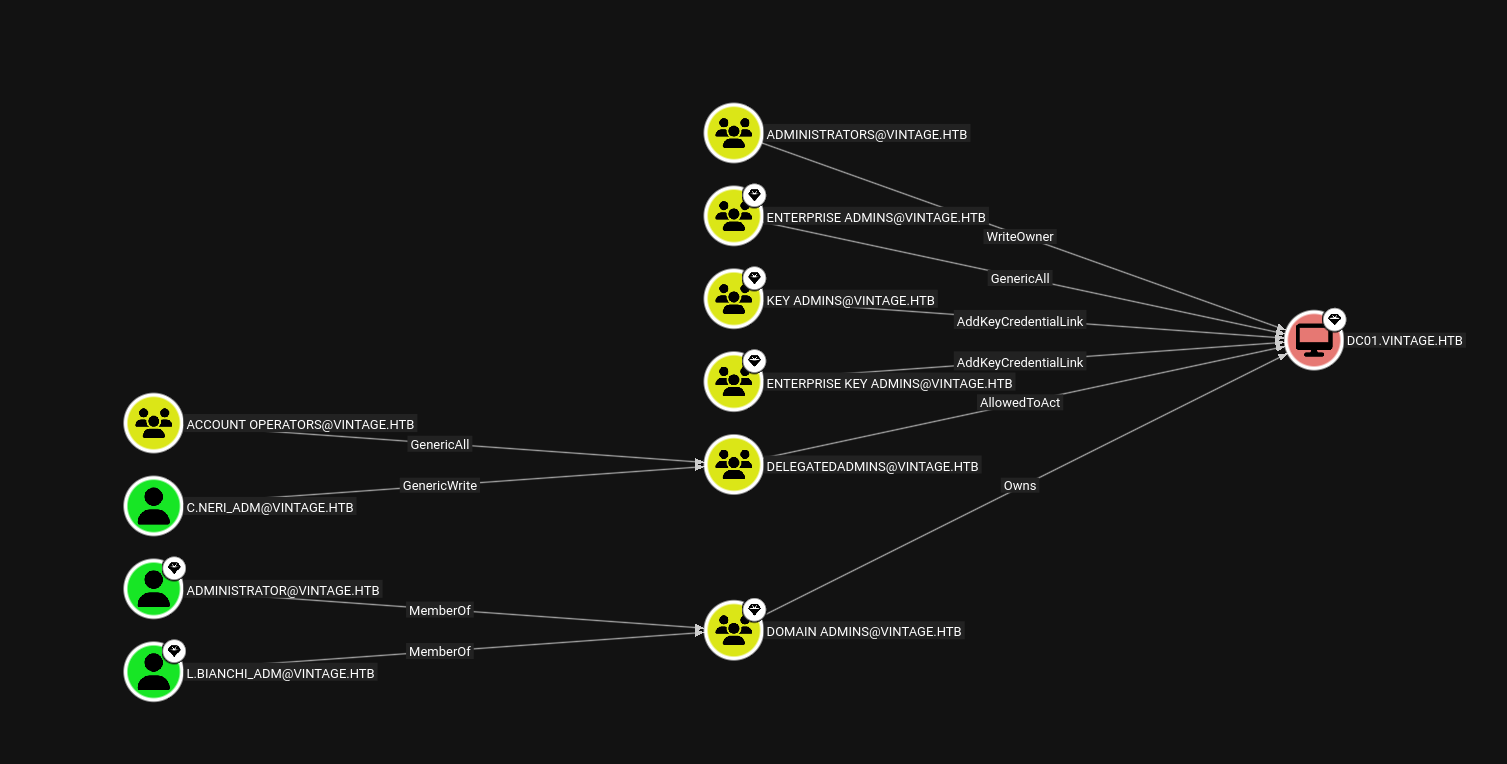 ADMINISTRATORS@VINTAGE.HTB
ENTERPRISE ADMINS@VINTAGE.HTB
WriteOwner
GenericAll
KEY ADMINS@VINTAGE.HTB
AddKeyCredentialLink
DC01.VINTAGE.HTB
AddKeyCredentialLink
ENTERPRISE KEY ADMINS@VINTAGE.HTB
AllowedToAct
ACCOUNT OPERATORS@VINTAGE.HTB
GenericAll
DELEGATEDADMINS@VINTAGE.HTB
GenericWrite
Owns
C.NERI_ADM@VINTAGE.HTB
ADMINISTRATOR@VINTAGE.HTB
MemberOf
DOMAIN ADMINS@VINTAGE.HTB
MemberOf
L.BIANCHI_ADM@VINTAGE.HTB